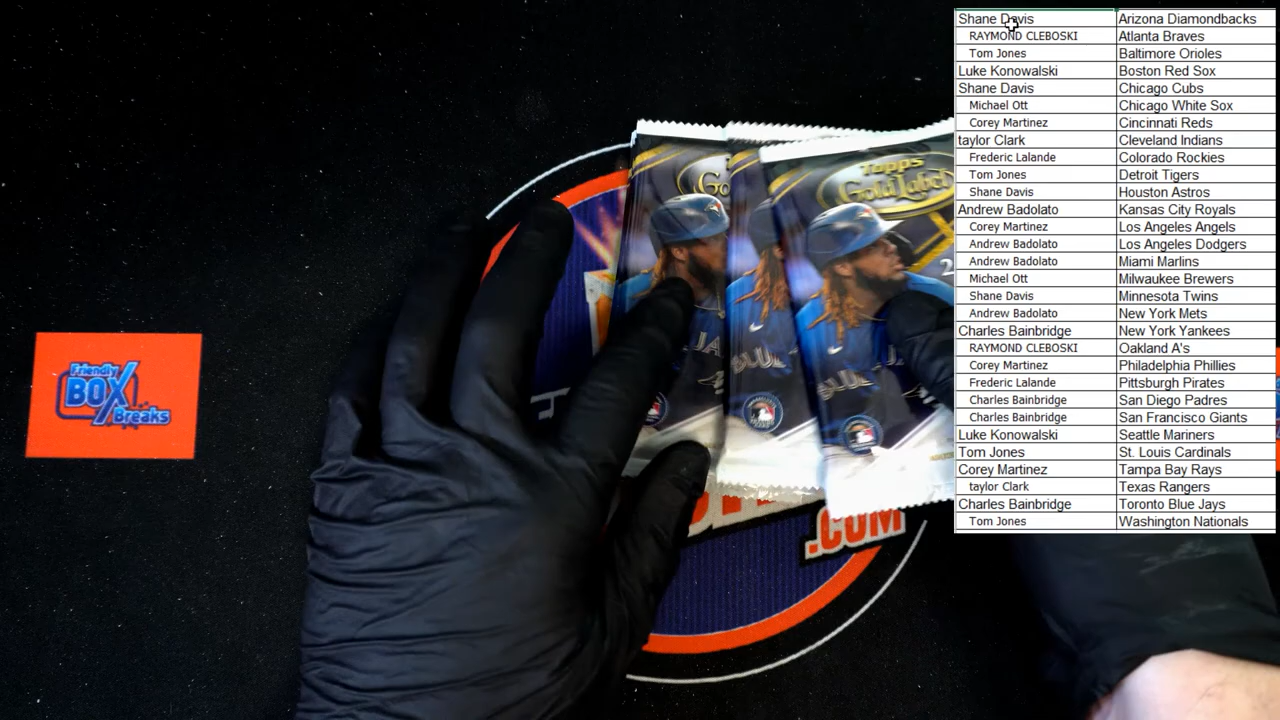 Shane Davis Arizona Diamondbacks
RAYMOND CLEBOSKI Atlanta Braves
Tom Jones Baltimore Orioles
Luke Konowalski Boston Red Sox
Shane Davis Chicago Cubs
Michael Ott Chicago White Sox
Corey Martinez Cincinnati Reds
taylor Clark Cleveland Indians
Frederic Lalande Colorado Rockies
Tom Jones Detroit Tigers
Shane Davis Houston Astros
Andrew Badolato Kansas City Royals
Corey Martinez Los Angeles Angels
Andrew Badolato Los Angeles Dodgers
Andrew Badolato Miami Marlins
Michael Ott Milwaukee Brewers
Shane Davis Minnesota Twins
Andrew Badolato New York Mets
Charles Bainbridge New York Yankees
RAYMOND CLEBOSKI Oakland A's
Corey Martinez Philadelphia Phillies
Frederic Lalande Pittsburgh Pirates
Charles Bainbridge San Diego Padres
Charles Bainbridge San Francisco Giants
Luke Konowalski Seattle Mariners
Tom Jones St. Louis Cardinals
Corey Martinez Tampa Bay Rays
taylor Clark Texas Rangers
Charles Bainbridge Toronto Blue Jays
Tom Jones Washington Nationals
Topps
Gold Label
Go
2
JA
BLUE
BLUE J
.COM
Friendly
BOX
Breaks